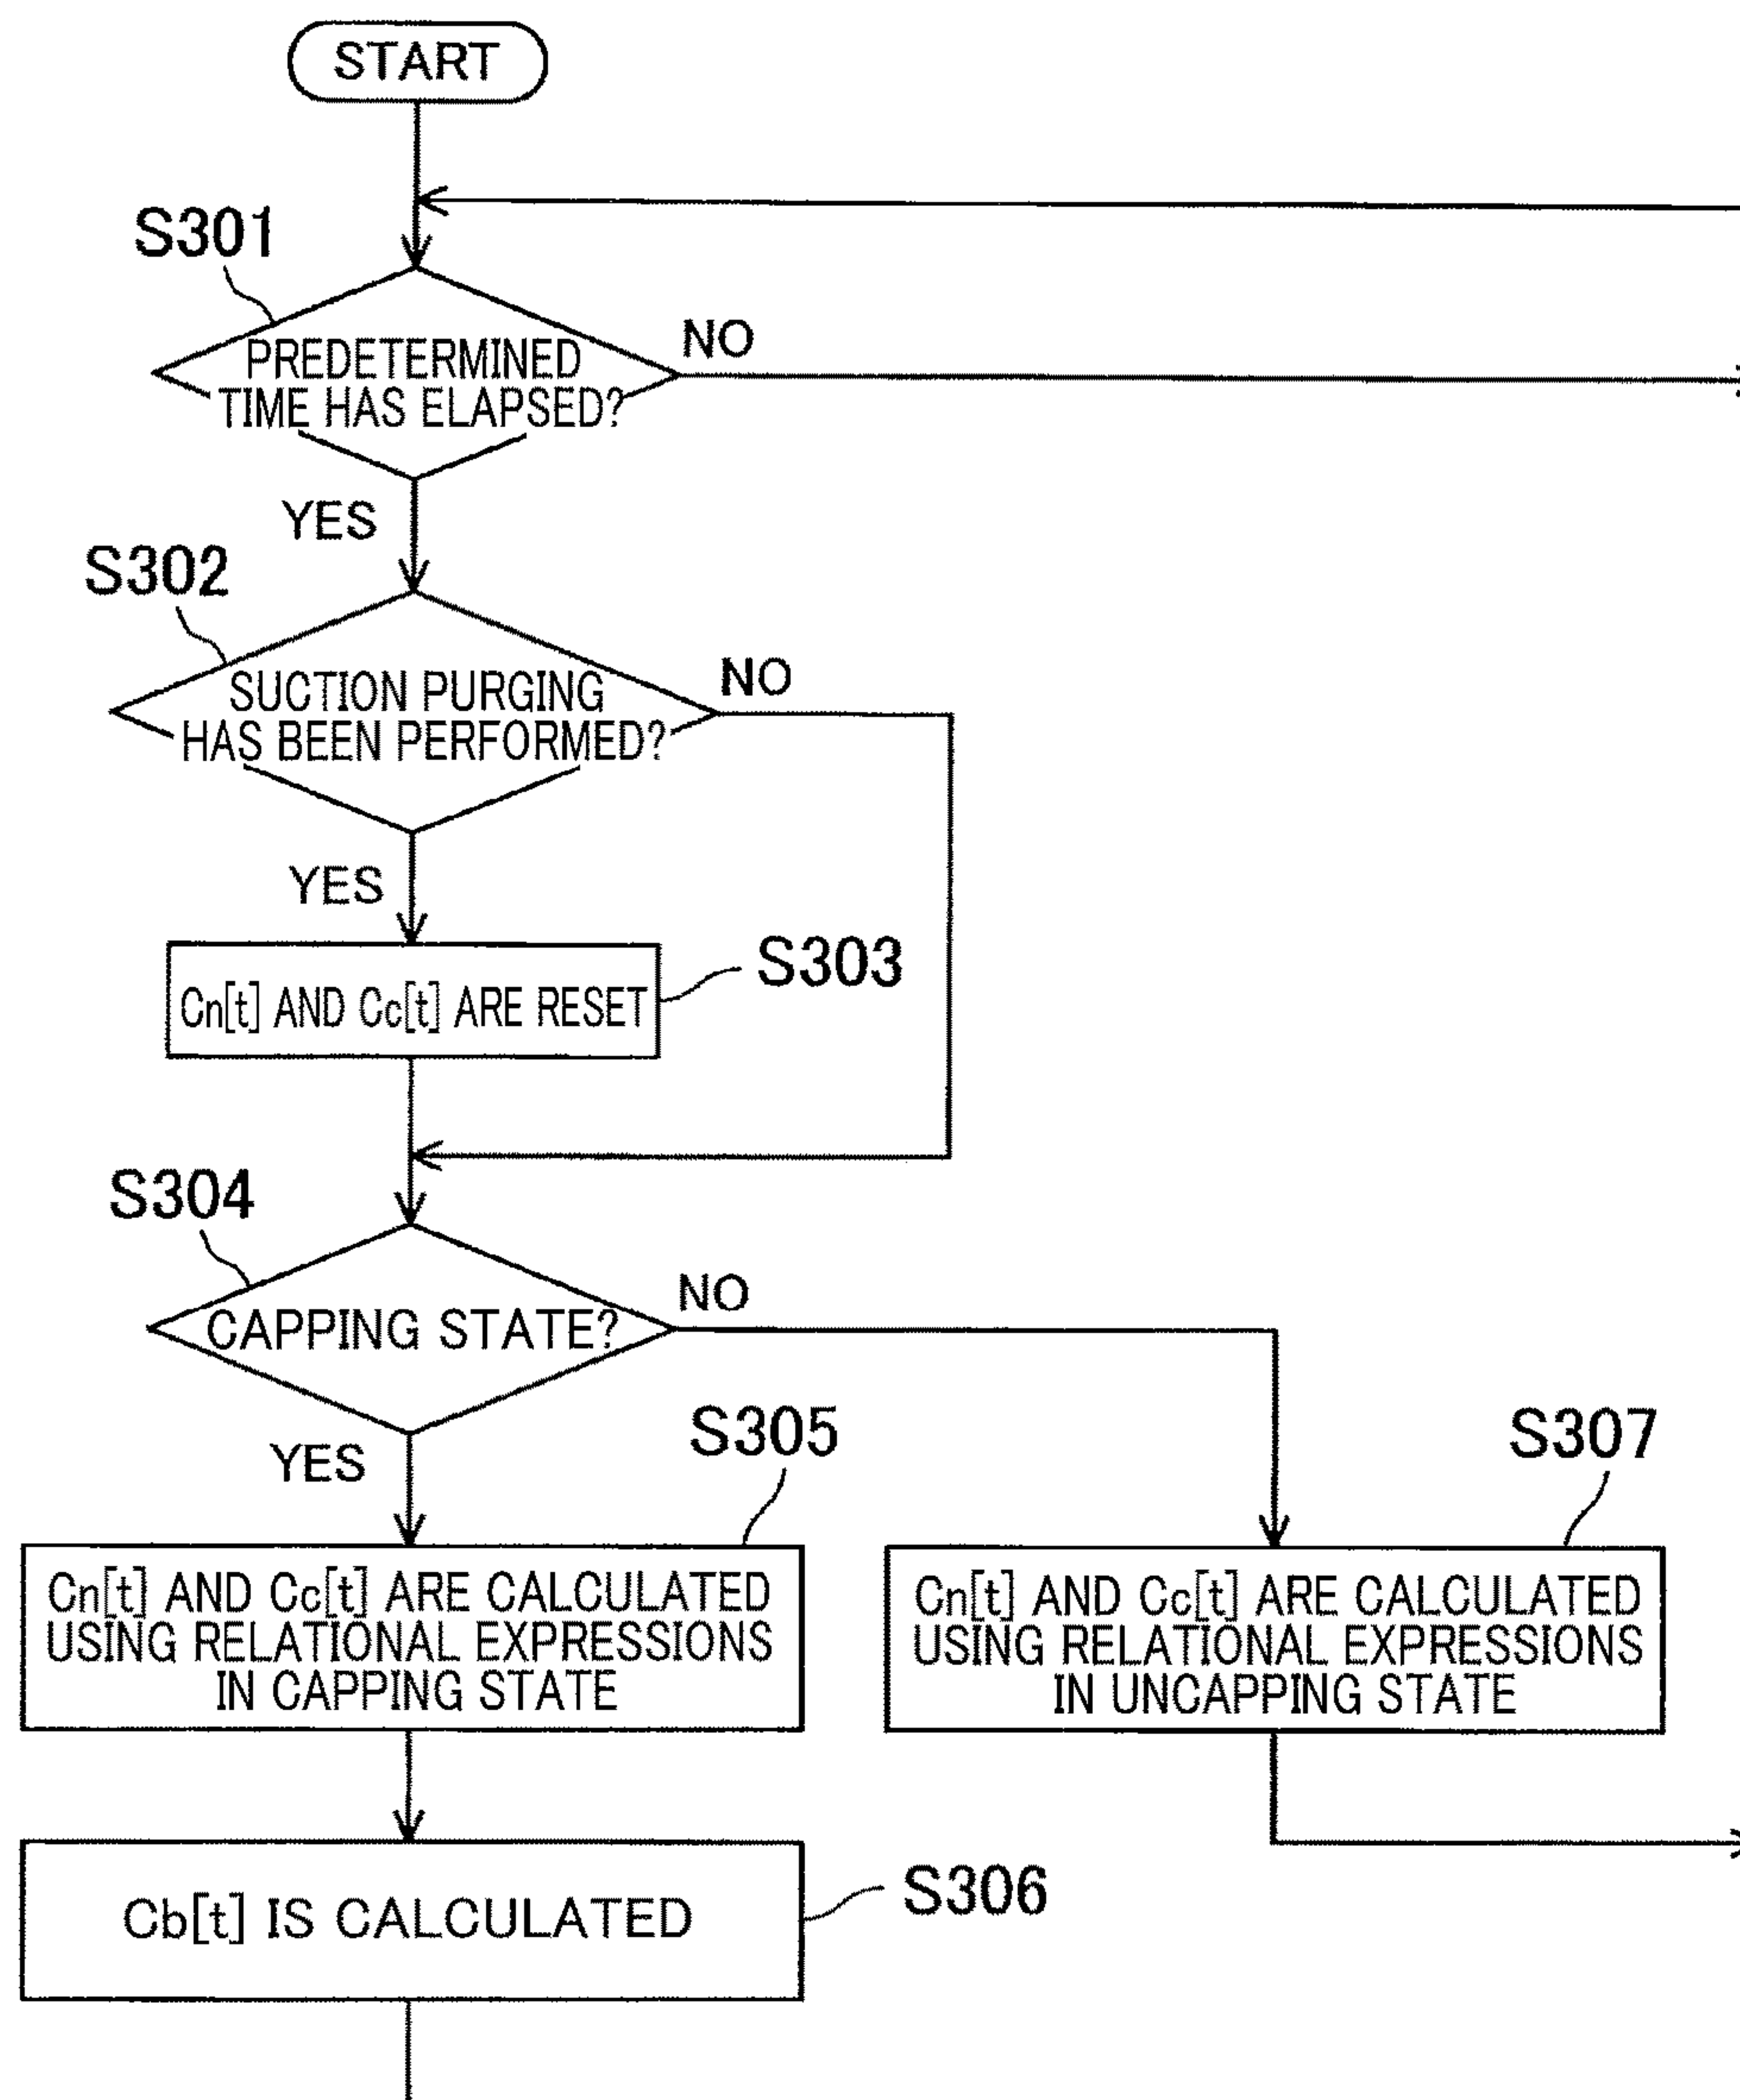 START
S301
PREDETERMINED
TIME HAS ELAPSED?
NO
YES
S302
SUCTION PURGING
HAS BEEN PERFORMED?
NO
YES
S303
Cn[t] AND Cc[t] ARE RESET
S304
CAPPING STATE?
NO
YES
S305
Cn[t] AND Cc[t] ARE CALCULATED
USING RELATIONAL EXPRESSIONS
IN CAPPING STATE
S307
Cn[t] AND Cc[t] ARE CALCULATED
USING RELATIONAL EXPRESSIONS
IN UNCAPPING STATE
Cb[t] IS CALCULATED
S306